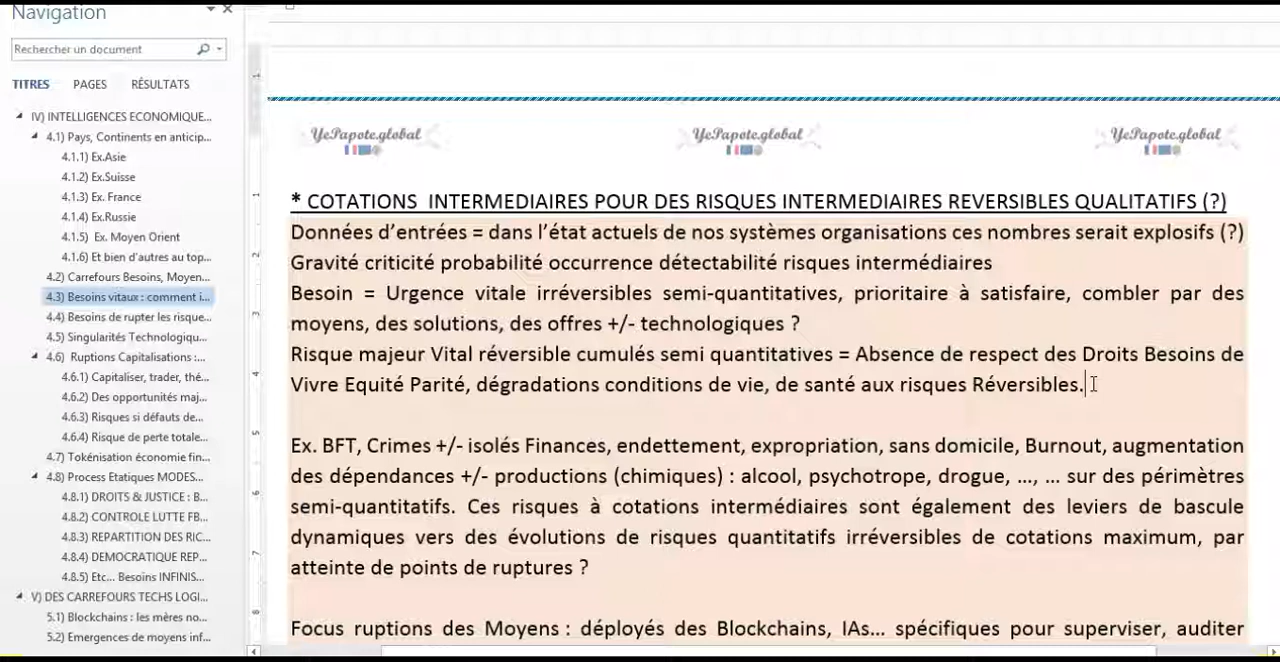 Navigation
Rechercher un document
TITRES PAGES RÉSULTATS
IV) INTELLIGENCES ECONOMIQUE...
4.1) Pays, Continents en anticip...
4.1.1) Ex.Asie
4.1.2) Ex.Suisse
4.1.3) Ex. France
4.1.4) Ex.Russie
4.1.5) Ex. Moyen Orient
4.1.6) Et bien d'autres au top...
4.2) Carrefours Besoins, Moyen...
4.3) Besoins vitaux : comment i...
4.4) Besoins de rupter les risque...
4.5) Singularités Technologiqu...
4.6) Ruptions Capitalisations :...
4.6.1) Capitaliser, trader, thé...
4.6.2) Des opportunités maj...
4.6.3) Risques si défauts de...
4.6.4) Risque de perte totale...
4.7) Tokénisation économie fin...
4.8) Process Etatiques MODES...
4.8.1) DROITS & JUSTICE : B...
4.8.2) CONTROLE LUTTE FB...
4.8.3) REPARTITION DES RIC...
4.8.4) DEMOCRATIQUE REP...
4.8.5) Etc... Besoins INFINIS...
V) DES CARREFOURS TECHS LOGI...
5.1) Blockchains : les mères no...
5.2) Emergences de moyens inf...
YePapote.global YePapote.global YePapote.global
* COTATIONS INTERMEDIAIRES POUR DES RISQUES INTERMEDIAIRES REVERSIBLES QUALITATIFS (?)
Données d'entrées = dans l'état actuels de nos systèmes organisations ces nombres serait explosifs (?)
Gravité criticité probabilité occurrence détectabilité risques intermédiaires
Besoin = Urgence vitale irréversibles semi-quantitatives, prioritaire à satisfaire, combler par des
moyens, des solutions, des offres +/- technologiques ?
Risque majeur Vital réversible cumulés semi quantitatives = Absence de respect des Droits Besoins de
Vivre Equité Parité, dégradations conditions de vie, de santé aux risques Réversibles.
Ex. BFT, Crimes +/- isolés Finances, endettement, expropriation, sans domicile, Burnout, augmentation
des dépendances +/- productions (chimiques) : alcool, psychotrope, drogue, ..., ... sur des périmètres
semi-quantitatifs. Ces risques à cotations intermédiaires sont également des leviers de bascule
dynamiques vers des évolutions de risques quantitatifs irréversibles de cotations maximum, par
atteinte de points de ruptures ?
Focus ruptions des Moyens : déployés des Blockchains, IAs... spécifiques pour superviser, auditer